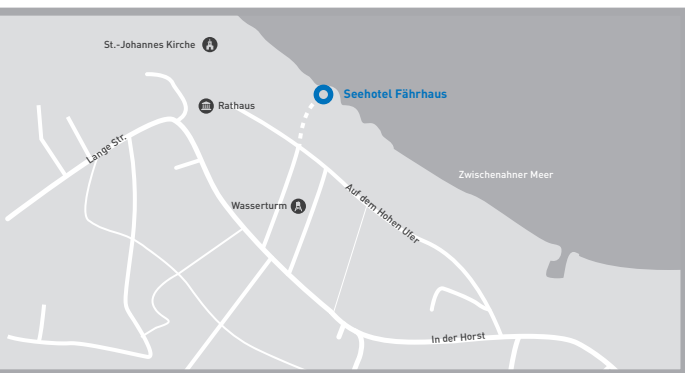 St.-Johannes Kirche
Seehotel Fährhaus
Rathaus
Lange Str.
Zwischenahner Meer
Wasserturm
Auf dem Hohen Ufer
In der Horst